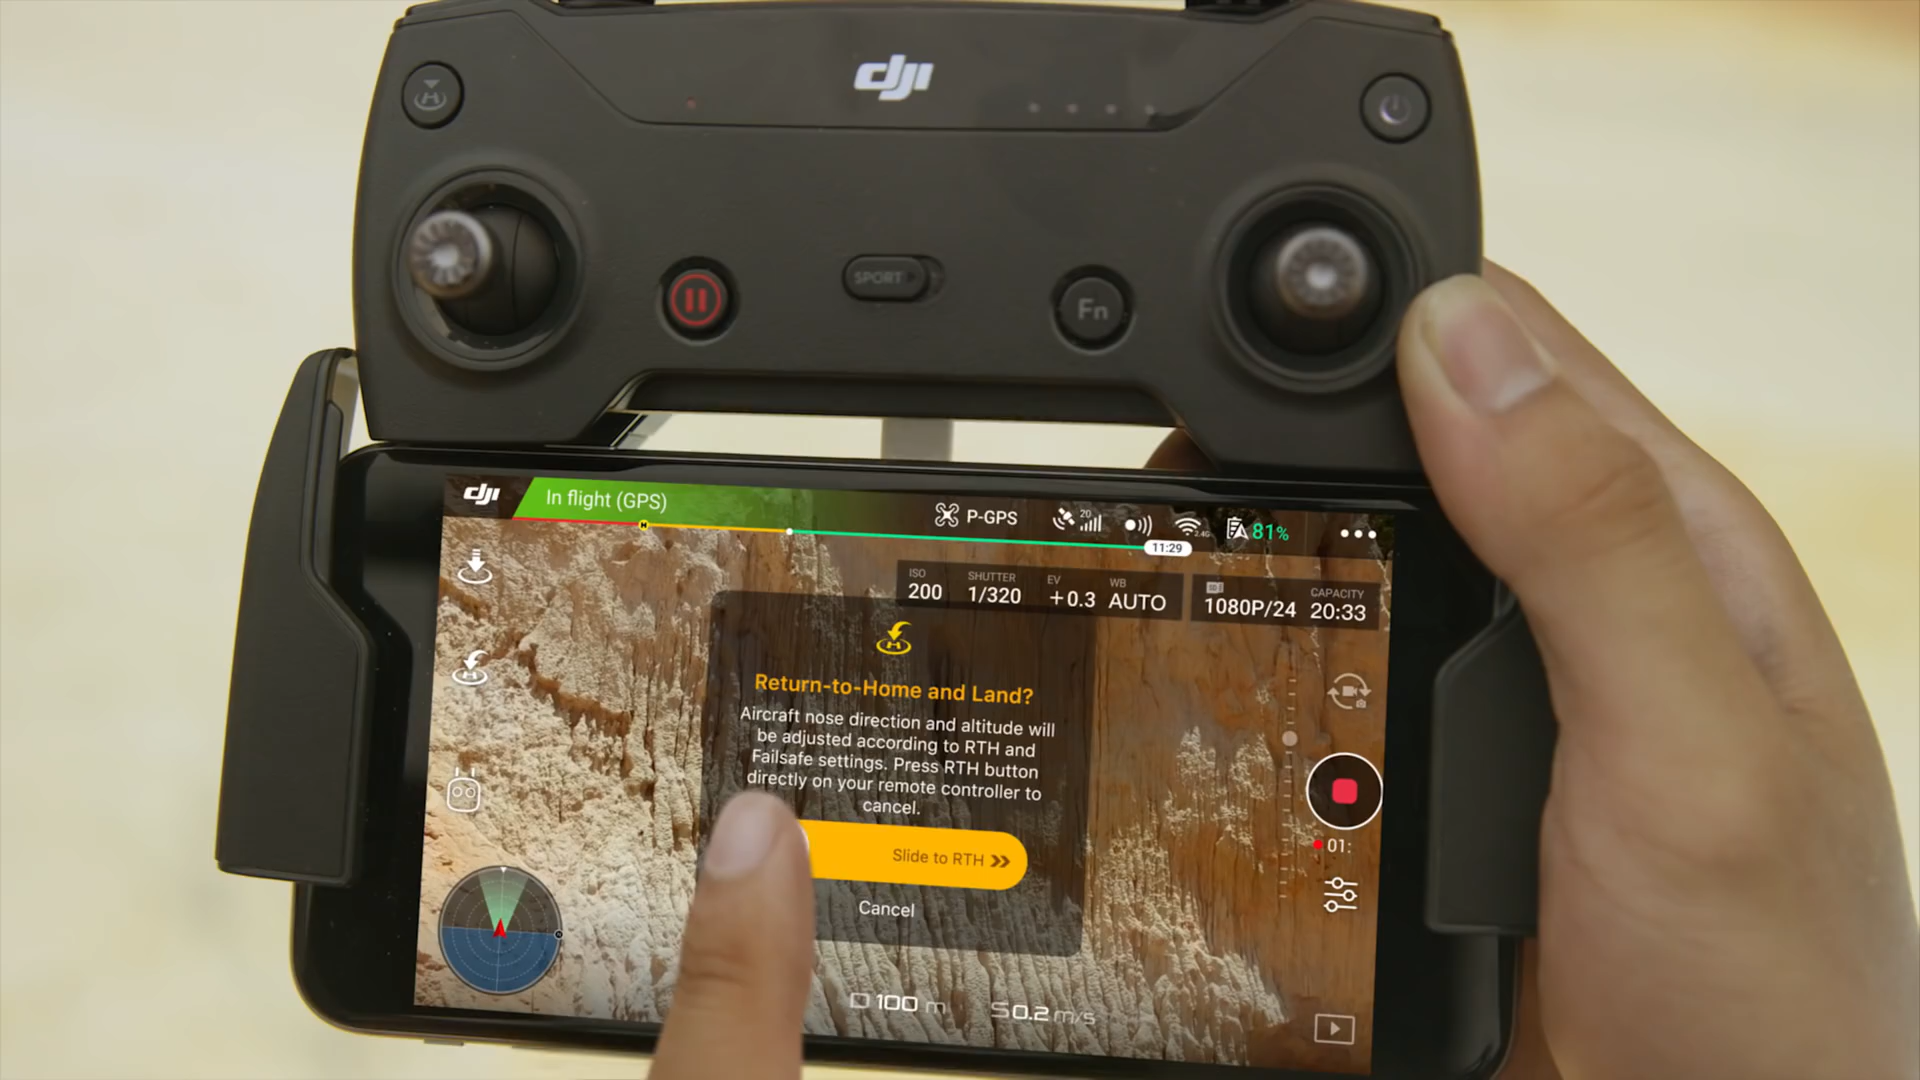 dji
SPORT
Fn
dji
In flight (GPS)
P-GPS
20
2.4G
81%
11:29
ISO
200
SHUTTER
1/320
EV
+0.3
WB
AUTO
1080P/24
CAPACITY
20:33
Return-to-Home and Land?
Aircraft nose direction and altitude will
be adjusted according to RTH and
Failsafe settings. Press RTH button
directly on your remote controller to
cancel.
Slide to RTH
Cancel
01:
D 100 m
S 0.2 m/s